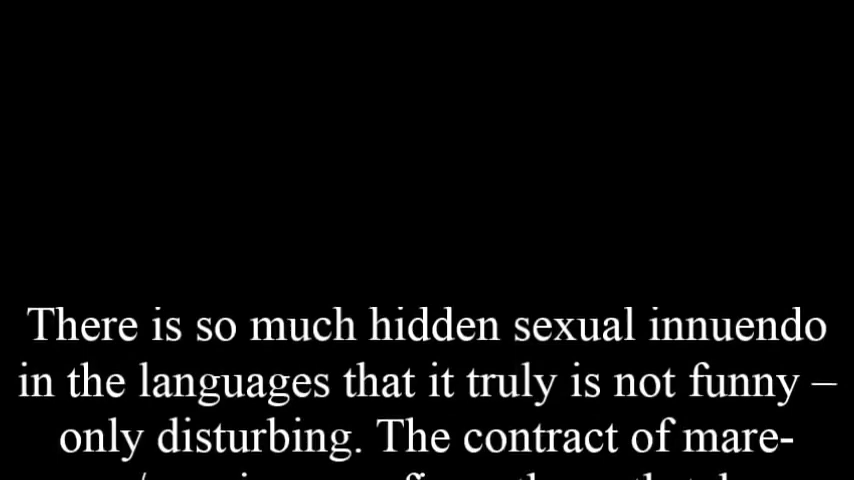 There is so much hidden sexual innuendo
in the languages that it truly is not funny –
only disturbing. The contract of mare-